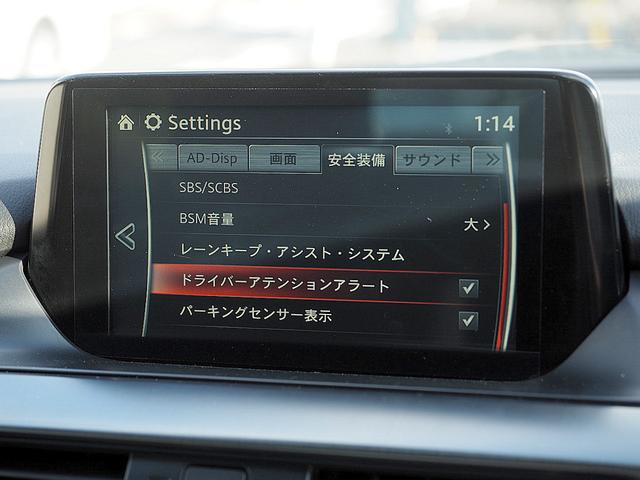 Settings 1:14
AD-Disp 画面 安全装備 サウンド
SBS/SCBS
BSM音量 大
レーンキープ・アシスト・システム
ドライバーアテンションアラート
パーキングセンサー表示